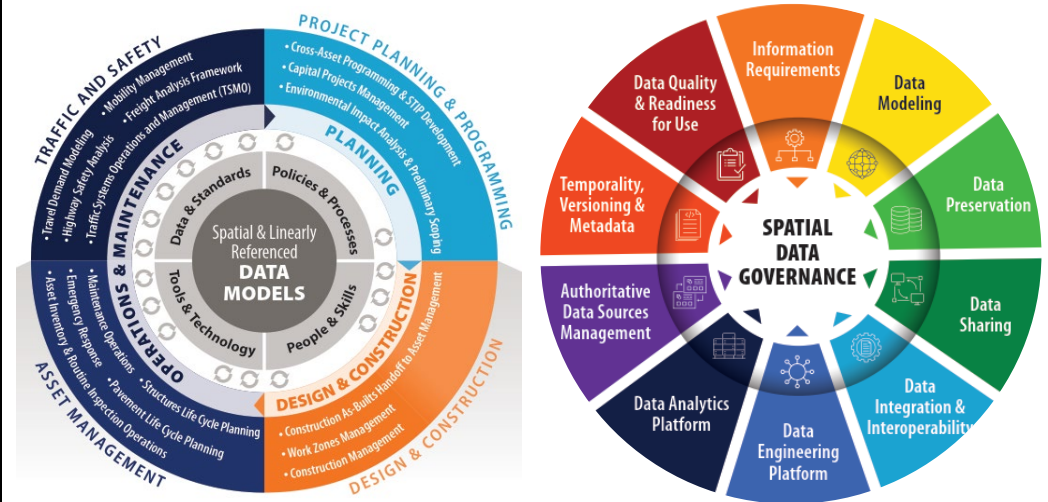 TRAFFIC AND SAFETY
• Mobility Management
• Freight Analysis Framework
• Traffic Systems Operations and Management (TSMO)
• Travel Demand Modeling
• Highway Safety Analysis
PROJECT PLANNING & PROGRAMMING
• Cross-Asset Programming & STIP Development
• Capital Projects Management
• Environmental Impact Analysis & Preliminary Scoping
ASSET MANAGEMENT
• Maintenance Operations
• Emergency Response
• Asset Inventory & Routine Inspection Operations
• Structures Life Cycle Planning
• Pavement Life Cycle Planning
DESIGN & CONSTRUCTION
• Construction As-Builts Handoff to Asset Management
• Work Zones Management
• Construction Management
OPERATIONS & MAINTENANCE
PLANNING
DESIGN & CONSTRUCTION
Data & Standards
Policies & Processes
Tools & Technology
People & Skills
Spatial & Linearly
Referenced
DATA
MODELS
Information
Requirements
Data
Modeling
Data
Preservation
Data
Sharing
Data
Integration &
Interoperability
Data
Engineering
Platform
Data Analytics
Platform
Authoritative
Data Sources
Management
Temporality,
Versioning &
Metadata
Data Quality
& Readiness
for Use
SPATIAL
DATA
GOVERNANCE